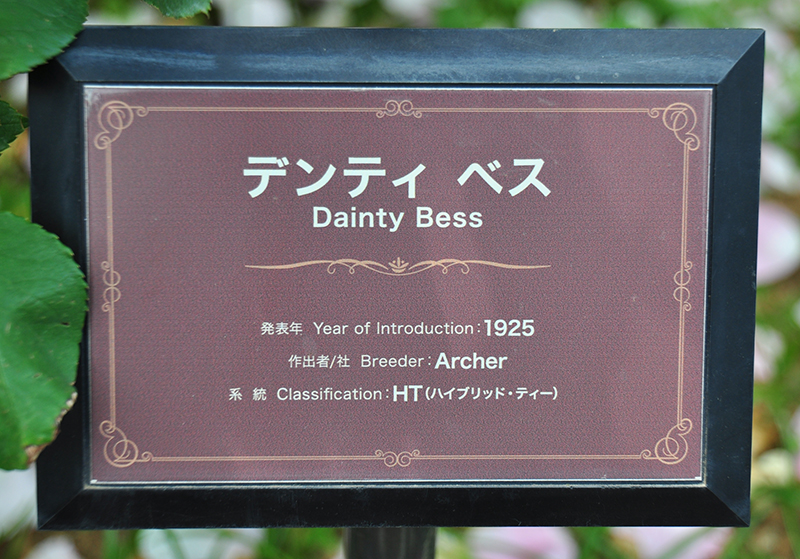 デンティ ベス
Dainty Bess
発表年 Year of Introduction:1925
作出者/社 Breeder:Archer
系 統 Classification:HT(ハイブリッド・ティー)